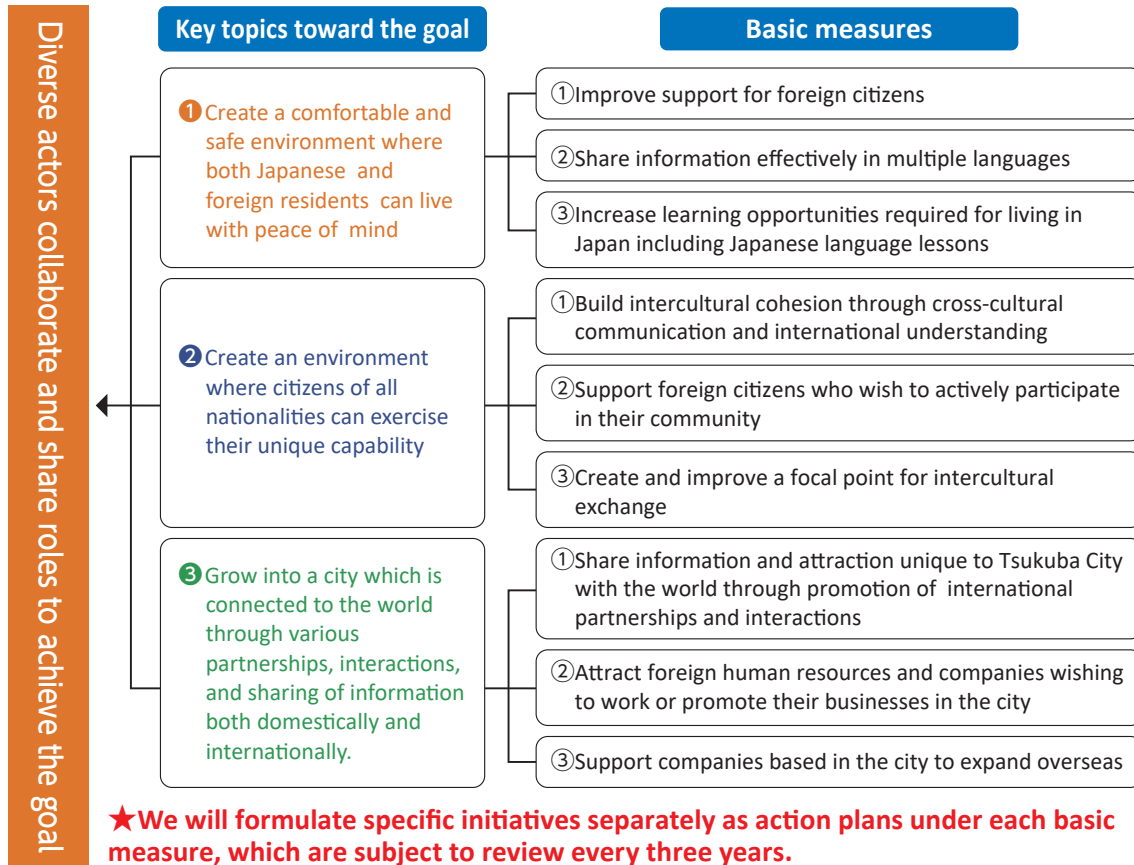 Diverse actors collaborate and share roles to achieve the goal
Key topics toward the goal
Basic measures
❶Create a comfortable and
safe environment where
both Japanese and
foreign residents can live
with peace of mind
①Improve support for foreign citizens
②Share information effectively in multiple languages
③Increase learning opportunities required for living in
Japan including Japanese language lessons
❷Create an environment
where citizens of all
nationalities can exercise
their unique capability
①Build intercultural cohesion through cross-cultural
communication and international understanding
②Support foreign citizens who wish to actively participate
in their community
③Create and improve a focal point for intercultural
exchange
❸Grow into a city which is
connected to the world
through various
partnerships, interactions,
and sharing of information
both domestically and
internationally.
①Share information and attraction unique to Tsukuba City
with the world through promotion of international
partnerships and interactions
②Attract foreign human resources and companies wishing
to work or promote their businesses in the city
③Support companies based in the city to expand overseas
★We will formulate specific initiatives separately as action plans under each basic
measure, which are subject to review every three years.